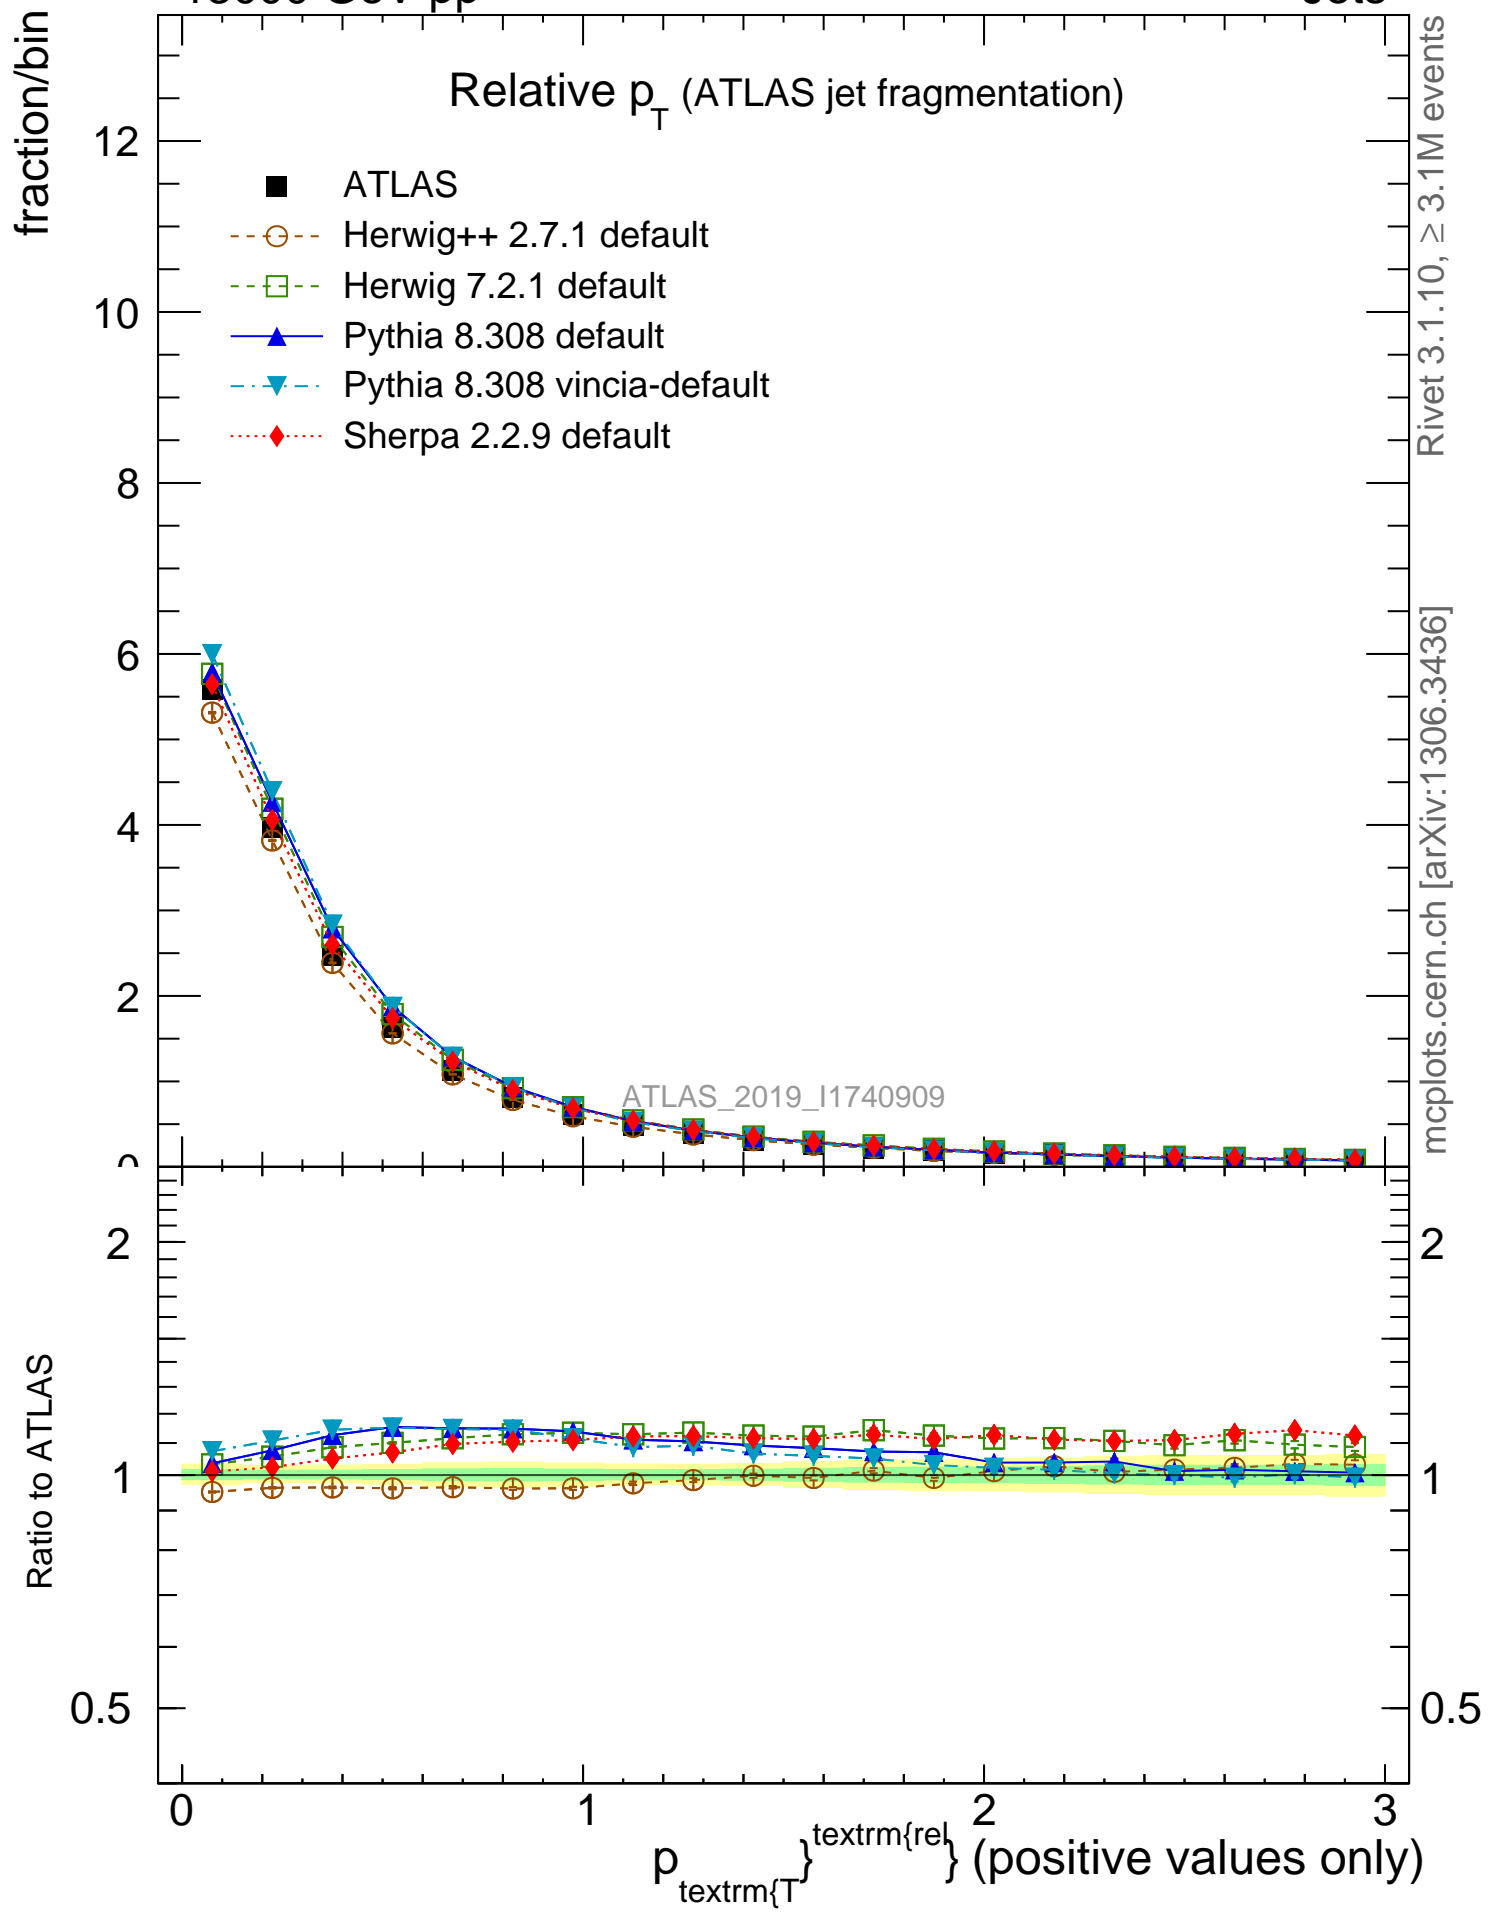 fraction/bin
Relative p_T (ATLAS jet fragmentation)
ATLAS
Herwig++ 2.7.1 default
Herwig 7.2.1 default
Pythia 8.308 default
Pythia 8.308 vincia-default
Sherpa 2.2.9 default
12
10
8
6
4
2
0
ATLAS_2019_I1740909
Rivet 3.1.10, ≥ 3.1M events
mcplots.cern.ch [arXiv:1306.3436]
Ratio to ATLAS
2
1
0.5
2
1
0.5
0 1 2 3
p_textrm{T}^textrm{rel} (positive values only)